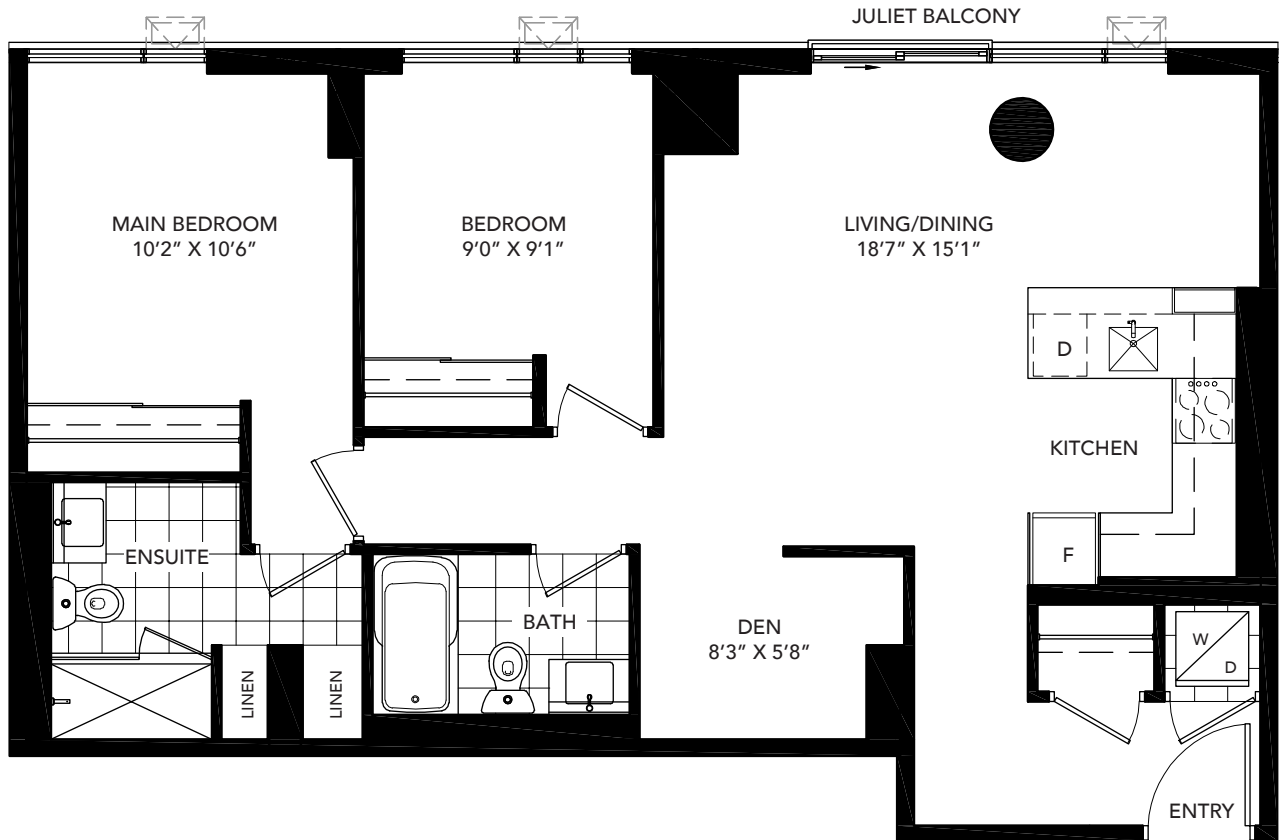 JULIET BALCONY
MAIN BEDROOM
10'2" X 10'6"
BEDROOM
9'0" X 9'1"
LIVING/DINING
18'7" X 15'1"
D
KITCHEN
F
ENSUITE
BATH
DEN
8'3" X 5'8"
W
D
LINEN
LINEN
ENTRY